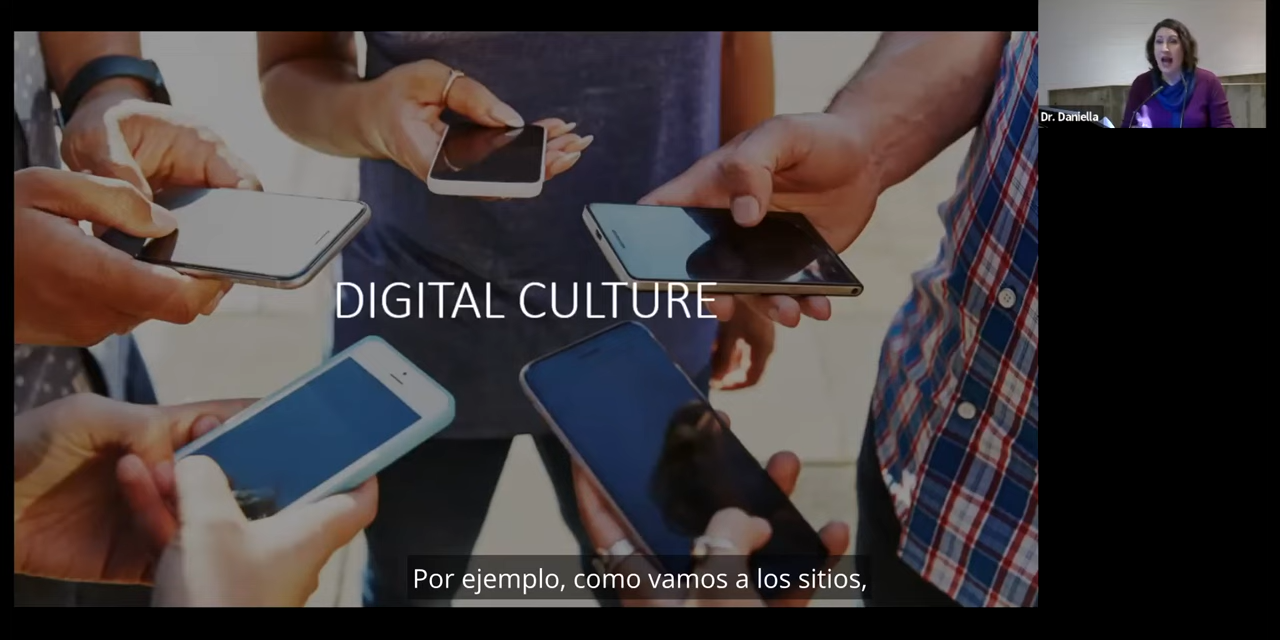 Dr. Daniella
DIGITAL CULTURE
Por ejemplo, como vamos a los sitios,